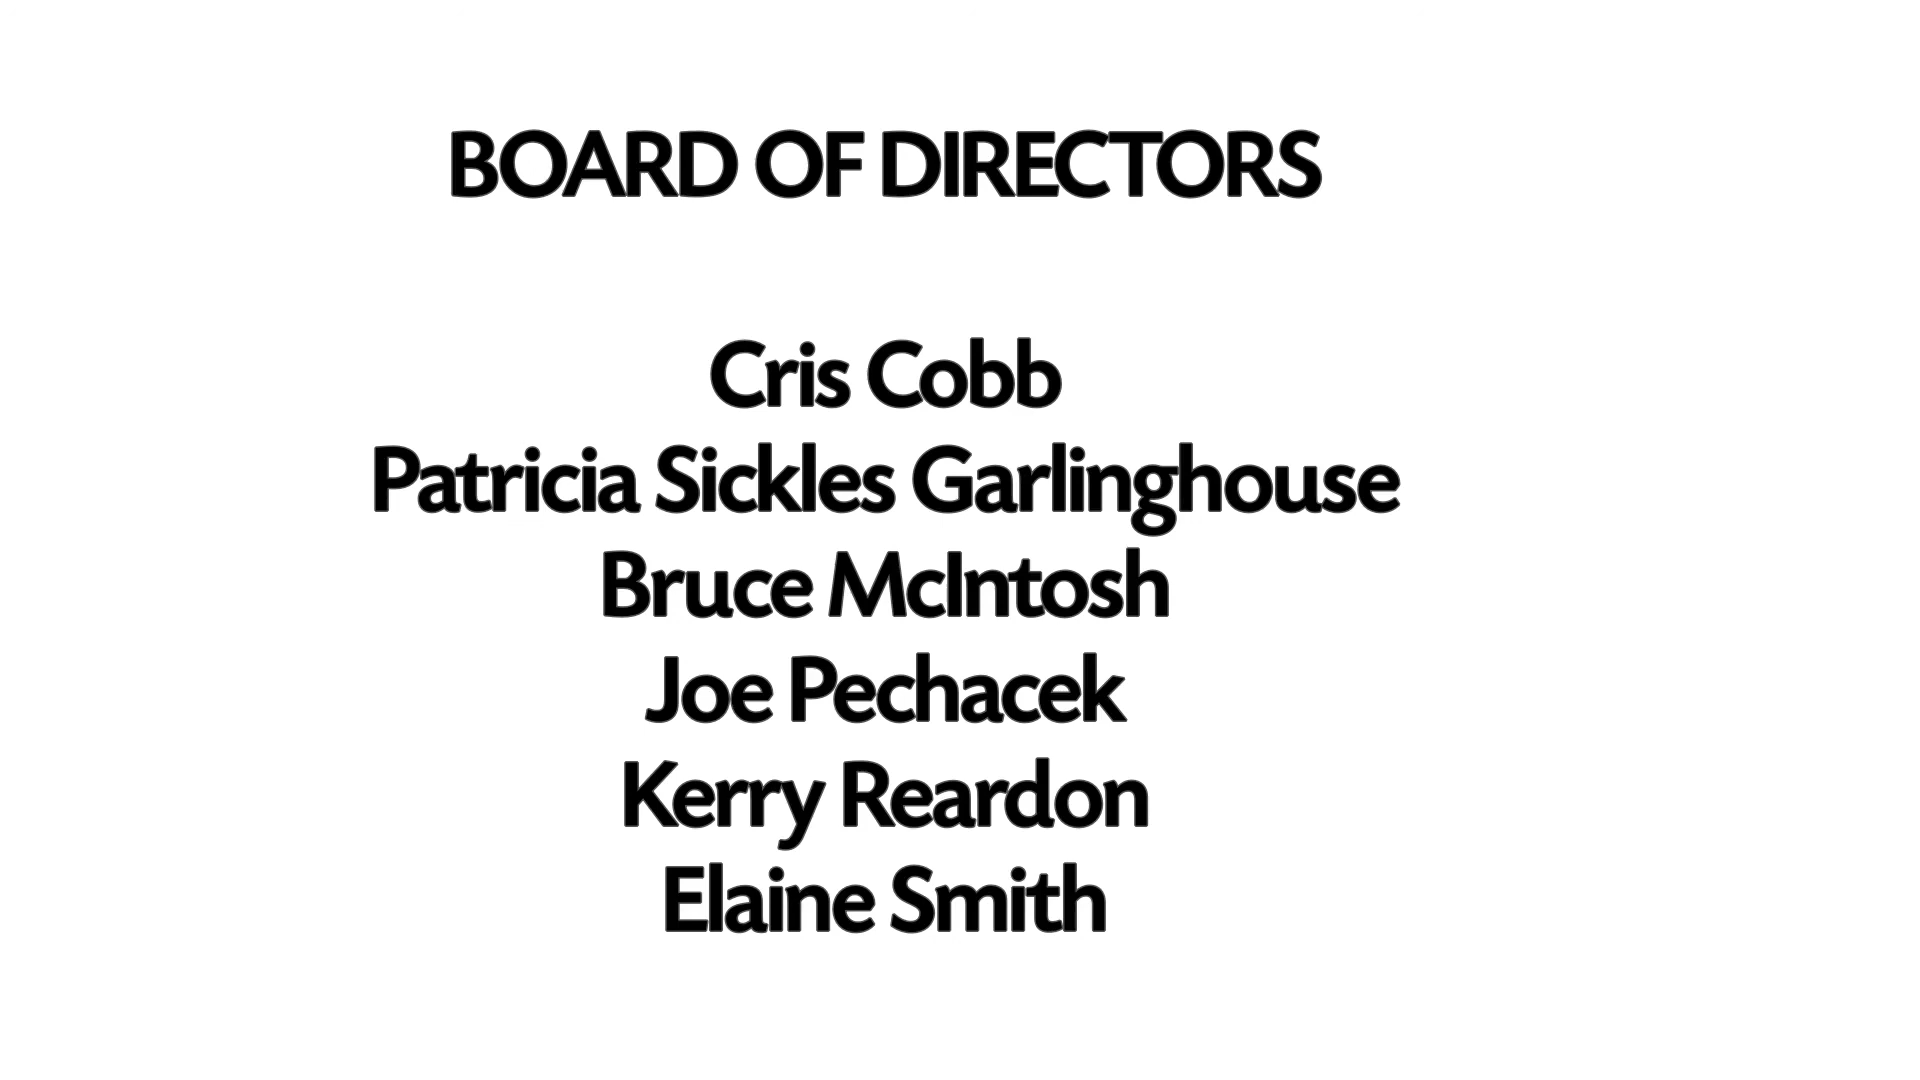 BOARD OF DIRECTORS
Cris Cobb
Patricia Sickles Garlinghouse
Bruce McIntosh
Joe Pechacek
Kerry Reardon
Elaine Smith